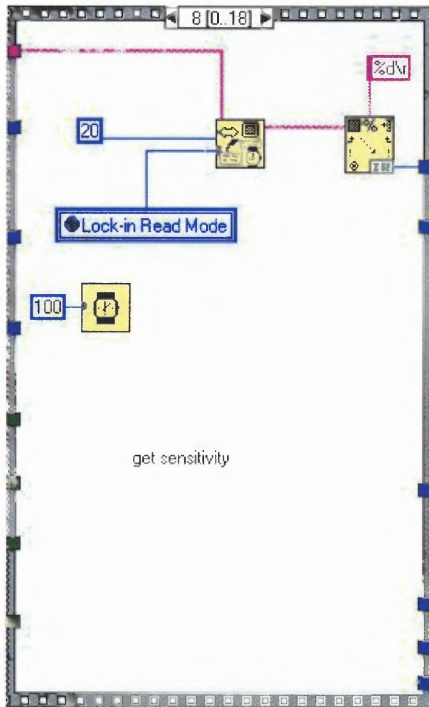 8 [0..18]
%d\r
20
Lock-in Read Mode
100
get sensitivity